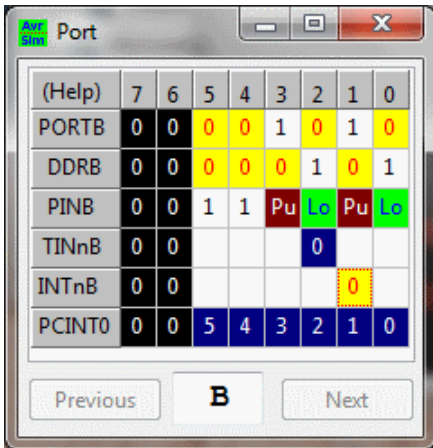 Avr Sim Port
(Help) 7 6 5 4 3 2 1 0
PORTB 0 0 0 0 1 0 1 0
DDRB 0 0 0 0 0 1 0 1
PINB 0 0 1 1 Pu Lo Pu Lo
TINnB 0 0 0
INTnB 0 0 0
PCINT0 0 0 5 4 3 2 1 0
Previous B Next